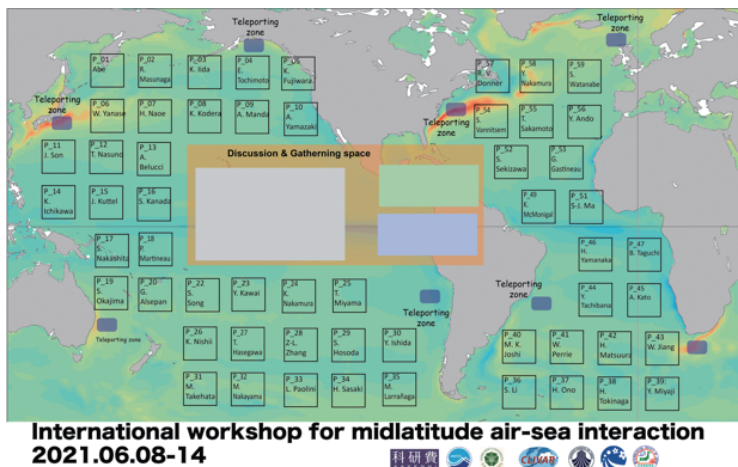 Teleporting
zone
Teleporting
zone
P_01
Abe
P_02
R.
Masunaga
P_03
K. Iida
P_04
E.
Tochimoto
P_05
K.
Fujiwara
P_57
R. V.
Donner
P_58
Y.
Nakamura
P_59
S.
Watanabe
Teleporting
zone
P_06
W. Yanase
P_07
H. Naoe
P_08
K. Kodera
P_09
A. Manda
P_10
A.
Yamazaki
Teleporting
zone
P_54
S.
Vannitsem
P_55
T.
Sakamoto
P_56
Y. Ando
P_11
J. Son
P_12
T. Nasuno
P_13
A.
Belucci
Discussion & Gatherning space
P_52
S.
Sekizawa
P_53
G.
Gastineau
P_14
K.
Ichikawa
P_15
J. Kuttel
P_16
S. Kanada
P_49
K.
McMonigal
P_51
S-J. Ma
P_17
S.
Nakashita
P_18
P.
Martineau
P_46
H.
Yamanaka
P_47
B. Taguchi
P_19
S.
Okajima
P_20
G.
Alsepan
P_22
S.
Song
P_23
Y. Kawai
P_24
K.
Nakamura
P_25
T.
Miyama
Teleporting
zone
Teleporting
zone
P_44
Y.
Tachibana
P_45
A. Kato
Teleporting zone
P_26
K. Nishii
P_27
T.
Hasegawa
P_28
Z-L.
Zhang
P_29
S.
Hosoda
P_30
Y. Ishida
P_40
M. K.
Joshi
P_41
W.
Perrie
P_42
H.
Matsuura
P_43
W. Jiang
P_31
M.
Takehata
P_32
M.
Nakayama
P_33
L. Paolini
P_34
H. Sasaki
P_35
M.
Larrañaga
P_36
S. Li
P_37
H. Ono
P_38
H.
Tokinaga
P_39
Y. Miyaji
International workshop for midlatitude air-sea interaction
2021.06.08-14
科研費
CLIVAR